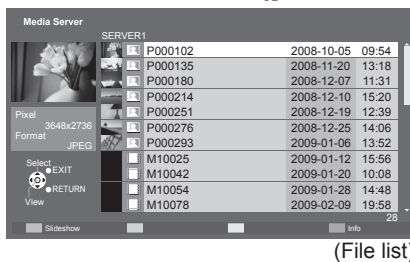 Media Server
SERVER1
P000102 2008-10-05 09:54
P000135 2008-11-20 13:18
P000180 2008-12-07 11:31
P000214 2008-12-10 15:20
P000251 2008-12-19 12:39
P000276 2008-12-25 14:06
P000293 2009-01-06 13:52
M10025 2009-01-12 15:56
M10042 2009-01-20 10:08
M10054 2009-01-28 14:48
M10078 2009-02-09 19:58
Pixel
3648x2736
Format
JPEG
Select
EXIT
RETURN
View
28
Slideshow Info
(File list)